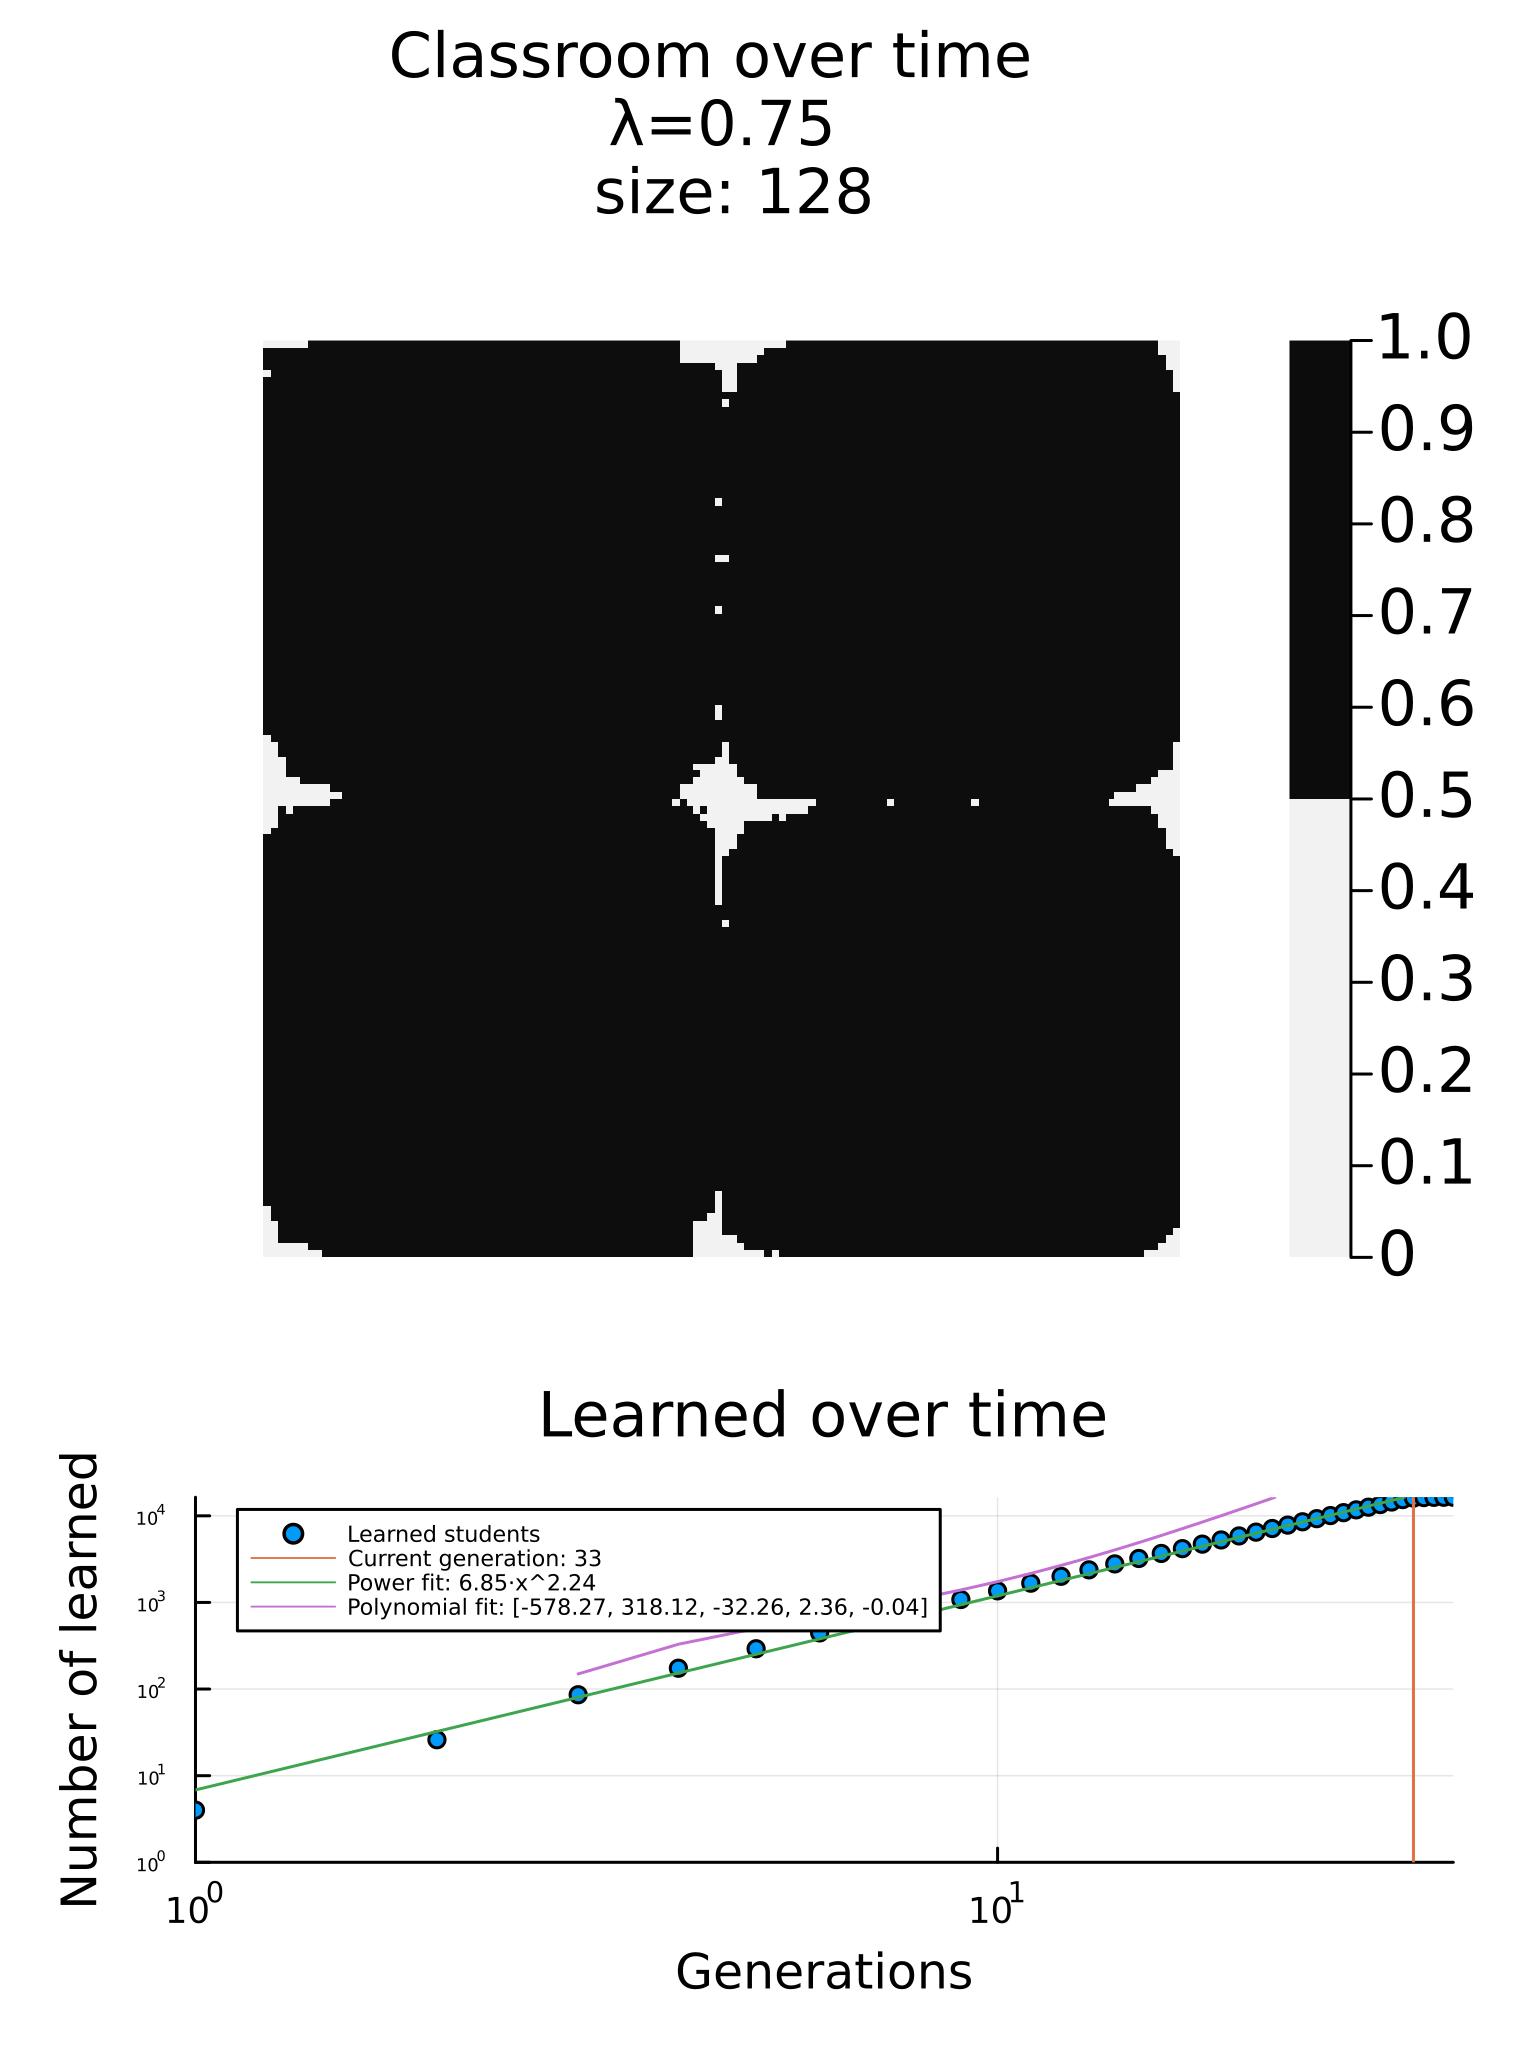 Classroom over time
λ=0.75
size: 128
1.0
0.9
0.8
0.7
0.6
0.5
0.4
0.3
0.2
0.1
0
Learned over time
Number of learned
10^4
10^3
10^2
10^1
10^0
Learned students
Current generation: 33
Power fit: 6.85·x^2.24
Polynomial fit: [-578.27, 318.12, -32.26, 2.36, -0.04]
10^0 10^1
Generations